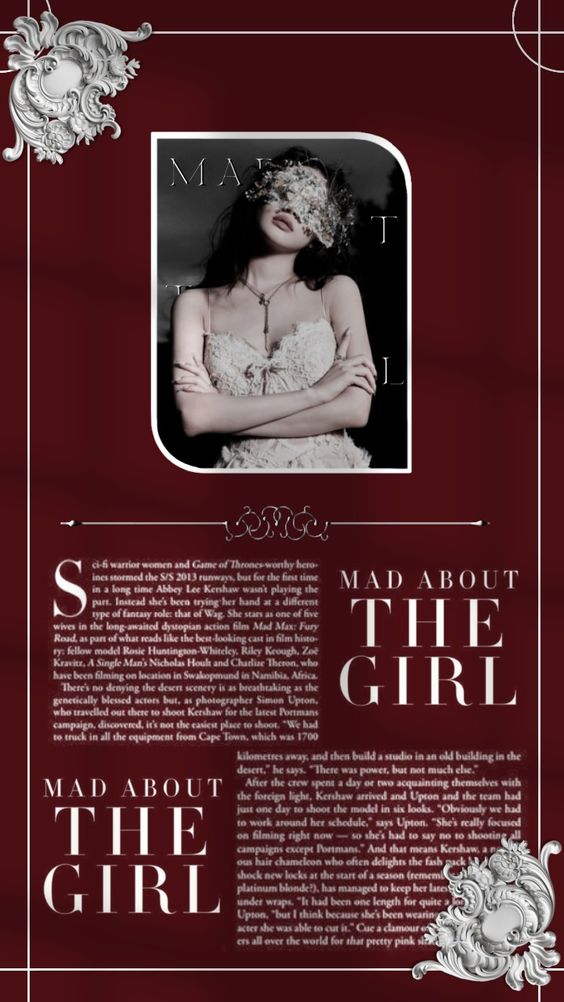 M A
T
T
L
Sci-fi warrior women and Game of Thrones-worthy hero-
ines stormed the S/S 2013 runways, but for the first time
in a long time Abbey Lee Kershaw wasn't playing the
part. Instead she's been trying her hand at a different
type of fantasy role: that of Wag. She stars as one of five
wives in the long-awaited dystopian action film Mad Max: Fury
Road, as part of what reads like the best-looking cast in film histo-
ry: fellow model Rosie Huntington-Whiteley, Riley Keough, Zoë
Kravitz, A Single Man's Nicholas Hoult and Charlize Theron, who
have been filming on location in Swakopmund in Namibia, Africa.
There's no denying the desert scenery is as breathtaking as the
genetically blessed actors but, as photographer Simon Upton,
who travelled out there to shoot Kershaw for the latest Portmans
campaign, discovered, it's not the easiest place to shoot. "We had
to truck in all the equipment from Cape Town, which was 1700
MAD ABOUT
THE
GIRL
MAD ABOUT
THE
GIRL
kilometres away, and then build a studio in an old building in the
desert," he says. "There was power, but not much else."
After the crew spent a day or two acquainting themselves with
the foreign light, Kershaw arrived and Upton and the team had
just one day to shoot the model in six looks. "Obviously we had
to work around her schedule," says Upton. "She's really focused
on filming right now — so she's had to say no to shooting all
campaigns except Portmans." And that means Kershaw, a
ous hair chameleon who often delights the fash pack
shock new locks at the start of a season
platinum blonde?), has managed to keep her
under wraps. "It had been one length for quite a
Upton, "but I think because she's been
acter she was able to cut it." Cue a
ers all over the world for that pretty pink